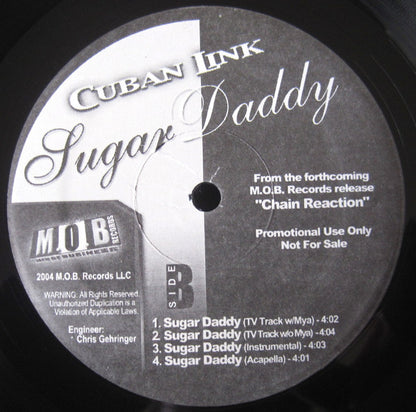 CUBAN LINK
Sugar Daddy
From the forthcoming
M.O.B. Records release
"Chain Reaction"
Promotional Use Only
Not For Sale
M.O.B.
RECORDS
2004 M.O.B. Records LLC
WARNING: All Rights Reserved.
Unauthorized Duplication is a
Violation of Applicable Laws.
Engineer:
Chris Gehringer
SIDE
B
1. Sugar Daddy (TV Track w/Mya) - 4:02
2. Sugar Daddy (TV Track w/o Mya) - 4:04
3. Sugar Daddy (Instrumental) - 4:03
4. Sugar Daddy (Acapella) - 4:01